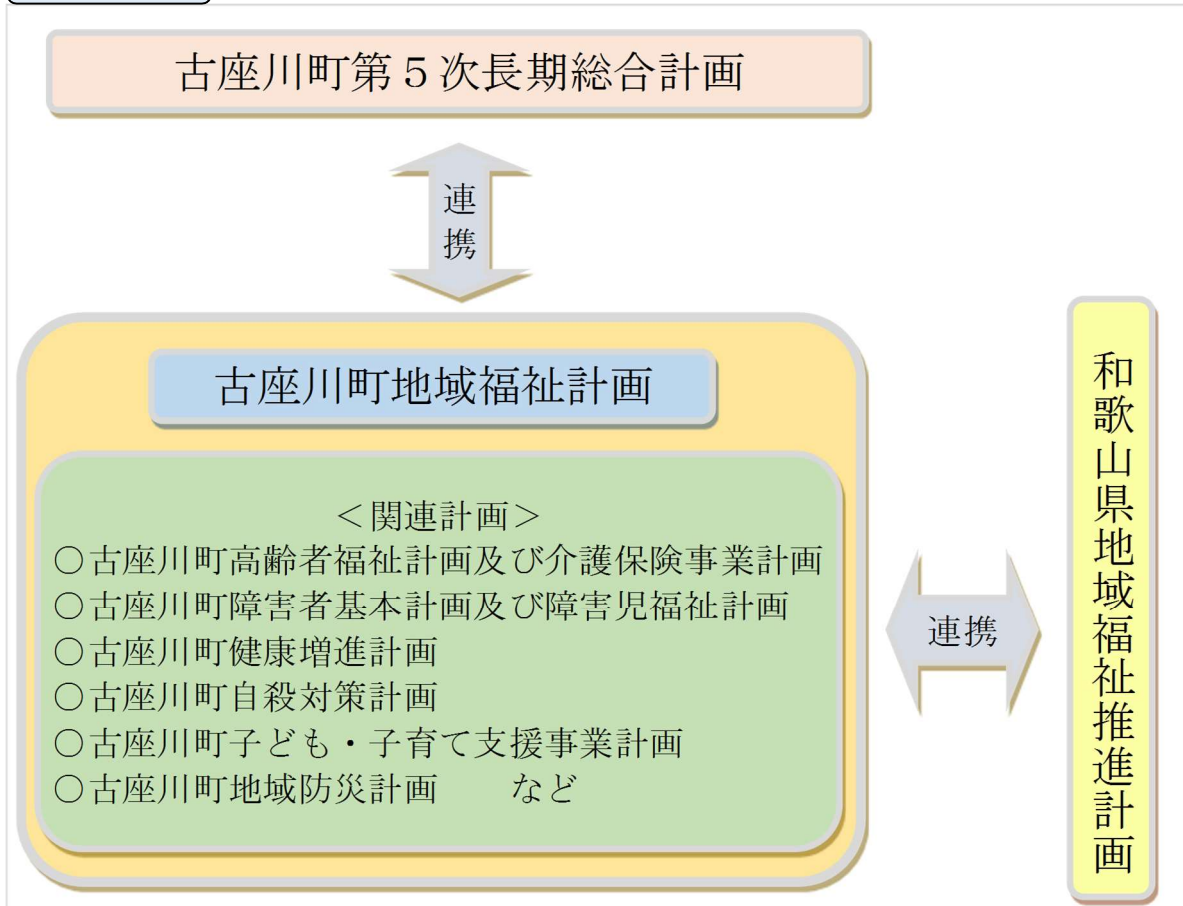 古座川町第５次長期総合計画
連携
古座川町地域福祉計画
＜関連計画＞
○古座川町高齢者福祉計画及び介護保険事業計画
○古座川町障害者基本計画及び障害児福祉計画
○古座川町健康増進計画
○古座川町自殺対策計画
○古座川町子ども・子育て支援事業計画
○古座川町地域防災計画　　など
連携
和歌山県地域福祉推進計画